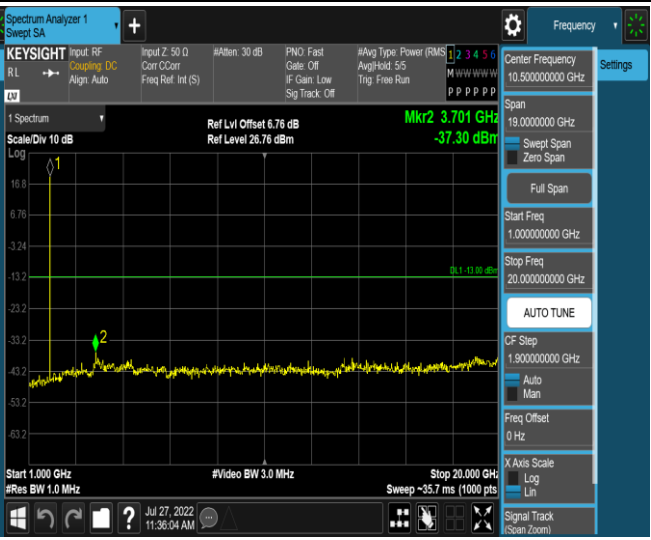 Spectrum Analyzer 1
Swept SA
+
Frequency
KEYSIGHT
R L
LXI
Input: RF
Coupling: DC
Align: Auto
Input Z: 50 Ω
Corr CCorr
Freq Ref: Int (S)
#Atten: 30 dB
PNO: Fast
Gate: Off
IF Gain: Low
Sig Track: Off
#Avg Type: Power (RMS
Avg|Hold: 5/5
Trig: Free Run
1 2 3 4 5 6
M W W W W W
P P P P P P
1 Spectrum
Scale/Div 10 dB
Log
Ref Lvl Offset 6.76 dB
Ref Level 26.76 dBm
Mkr2 3.701 GHz
-37.30 dBm
1
16.8
6.76
-3.24
-13.2
DL1 -13.00 dBm
-23.2
-33.2
2
-43.2
-53.2
-63.2
Start 1.000 GHz
#Res BW 1.0 MHz
#Video BW 3.0 MHz
Stop 20.000 GHz
Sweep ~35.7 ms (1000 pts
?
Jul 27, 2022
11:36:04 AM
Center Frequency
10.500000000 GHz
Span
19.0000000 GHz
Swept Span
Zero Span
Full Span
Start Freq
1.000000000 GHz
Stop Freq
20.000000000 GHz
AUTO TUNE
CF Step
1.900000000 GHz
Auto
Man
Freq Offset
0 Hz
X Axis Scale
Log
Lin
Signal Track
(Span Zoom)
Settings